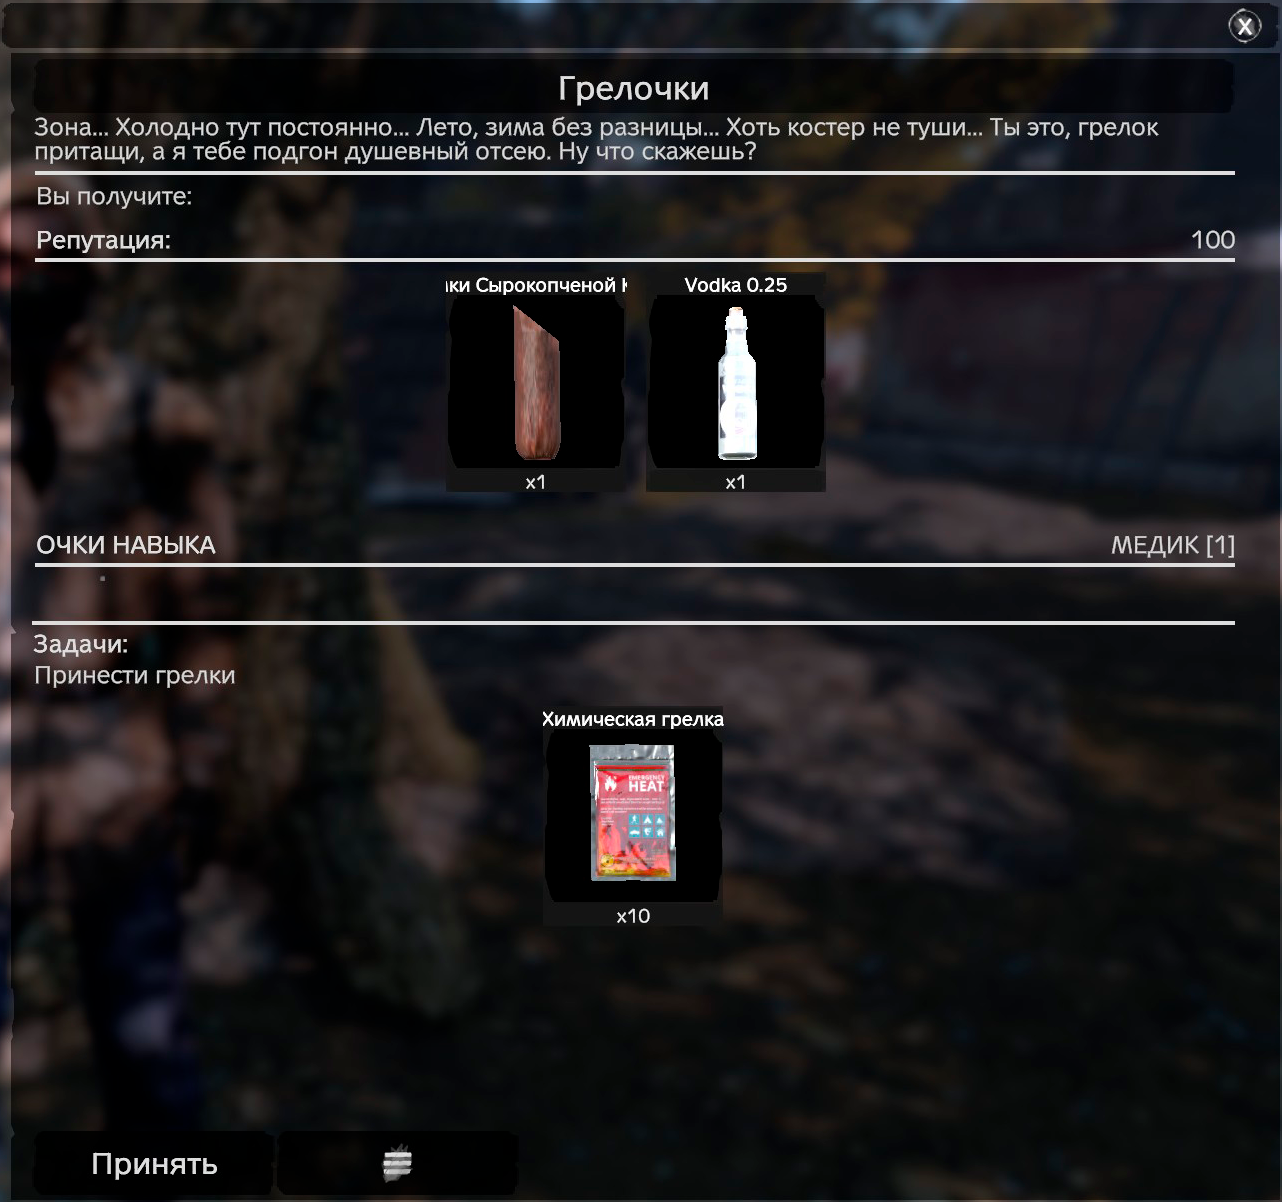 Грелочки
Зона... Холодно тут постоянно... Лето, зима без разницы... Хоть костер не туши... Ты это, грелок
притащи, а я тебе подгон душевный отсею. Ну что скажешь?
Вы получите:
Репутация: 100
ки Сырокопченой К Vodka 0.25
x1 x1
ОЧКИ НАВЫКА МЕДИК [1]
Задачи:
Принести грелки
Химическая грелка
EMERGENCY
HEAT
x10
Принять